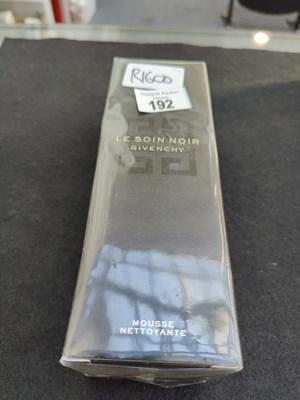 R1600
192
LE SOIN NOIR
GIVENCHY
MOUSSE
NETTOYANTE